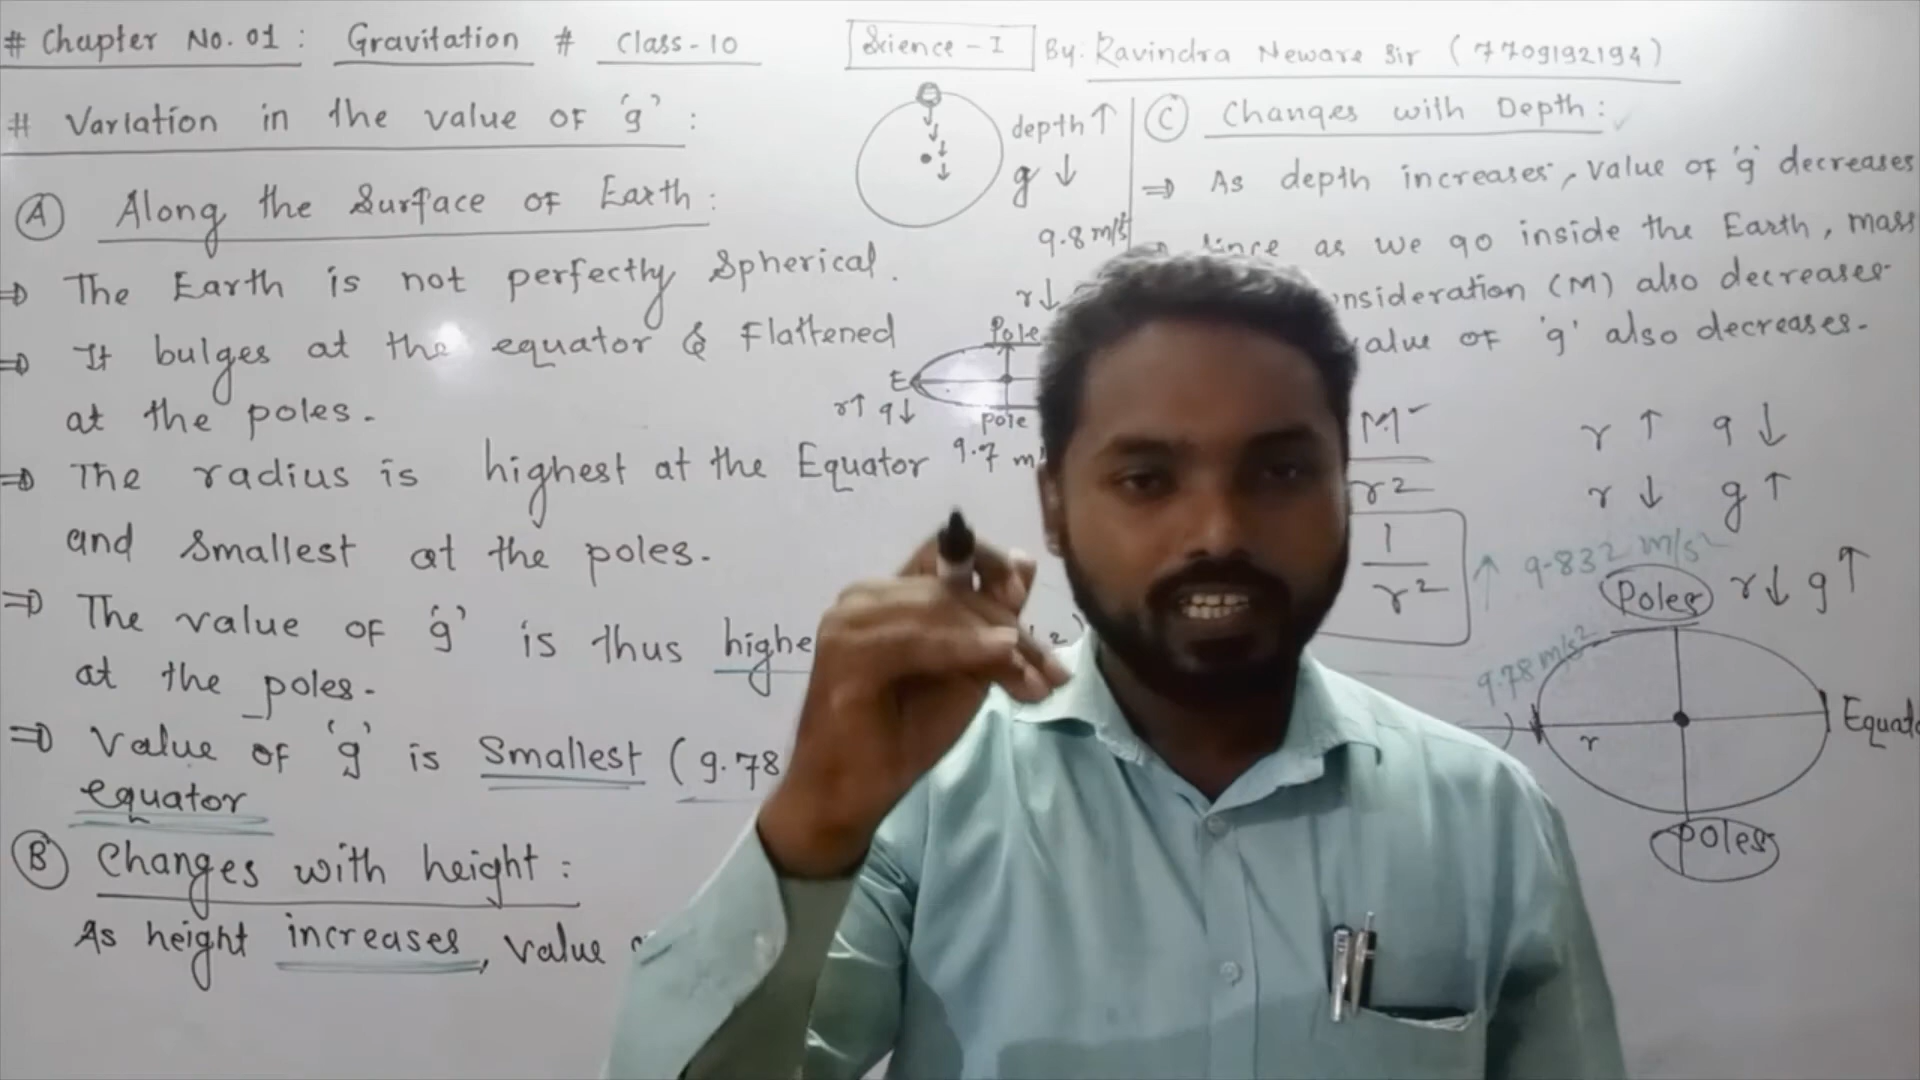 # Chapter No. 01 : Gravitation # Class-10
Science-I By: Ravindra Neware Sir (7709192194)
# Variation in the value of 'g' :
(A) Along the Surface of Earth :
⇒ The Earth is not perfectly spherical.
⇒ It bulges at the equator & Flattened
at the poles.
⇒ The radius is highest at the Equator
and smallest at the poles.
⇒ The value of 'g' is thus
at the poles.
⇒ Value of 'g' is Smallest (9.78
equator
(B) Changes with height :
As height increases, value
depth ↑
g ↓
9.8 m/s²
r ↓
Pole
E
r↑ g↓
pole
9.7
(C) Changes with Depth :
⇒ As depth increases, Value of 'g' decreases
as we go inside the Earth, mass
(M) also decreases
of 'g' also decreases.
M
r²
1
r²
r ↑ g ↓
r ↓ g ↑
↑ 9.832 m/s²
Poles r↓ g↑
9.78 m/s²
r
Poles